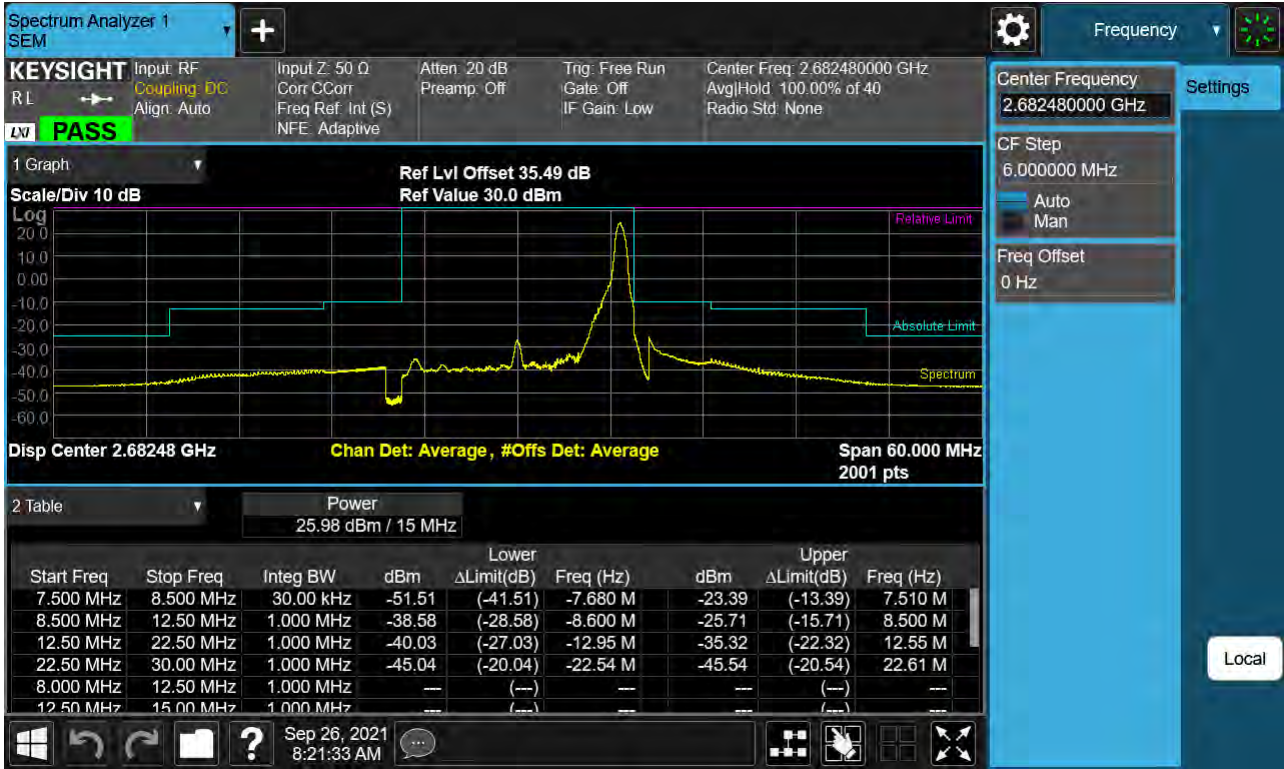 Spectrum Analyzer 1
SEM
Frequency
KEYSIGHT
R L
LXI
PASS
Input: RF
Coupling: DC
Align: Auto
Input Z: 50 Ω
Corr CCorr
Freq Ref: Int (S)
NFE: Adaptive
Atten: 20 dB
Preamp: Off
Trig: Free Run
Gate: Off
IF Gain: Low
Center Freq: 2.682480000 GHz
Avg|Hold: 100.00% of 40
Radio Std: None
Center Frequency
2.682480000 GHz
Settings
CF Step
6.000000 MHz
Auto
Man
Freq Offset
0 Hz
Local
1 Graph
Scale/Div 10 dB
Ref Lvl Offset 35.49 dB
Ref Value 30.0 dBm
Log
20.0
10.0
0.00
-10.0
-20.0
-30.0
-40.0
-50.0
-60.0
Relative Limit
Absolute Limit
Spectrum
Disp Center 2.68248 GHz
Chan Det: Average, #Offs Det: Average
Span 60.000 MHz
2001 pts
2 Table
Power
25.98 dBm / 15 MHz
Lower Upper
Start Freq Stop Freq Integ BW dBm ΔLimit(dB) Freq (Hz) dBm ΔLimit(dB) Freq (Hz)
7.500 MHz 8.500 MHz 30.00 kHz -51.51 (-41.51) -7.680 M -23.39 (-13.39) 7.510 M
8.500 MHz 12.50 MHz 1.000 MHz -38.58 (-28.58) -8.600 M -25.71 (-15.71) 8.500 M
12.50 MHz 22.50 MHz 1.000 MHz -40.03 (-27.03) -12.95 M -35.32 (-22.32) 12.55 M
22.50 MHz 30.00 MHz 1.000 MHz -45.04 (-20.04) -22.54 M -45.54 (-20.54) 22.61 M
8.000 MHz 12.50 MHz 1.000 MHz --- (---) --- --- (---) ---
12.50 MHz 15.00 MHz 1.000 MHz --- (---) --- --- (---) ---
?
Sep 26, 2021
8:21:33 AM